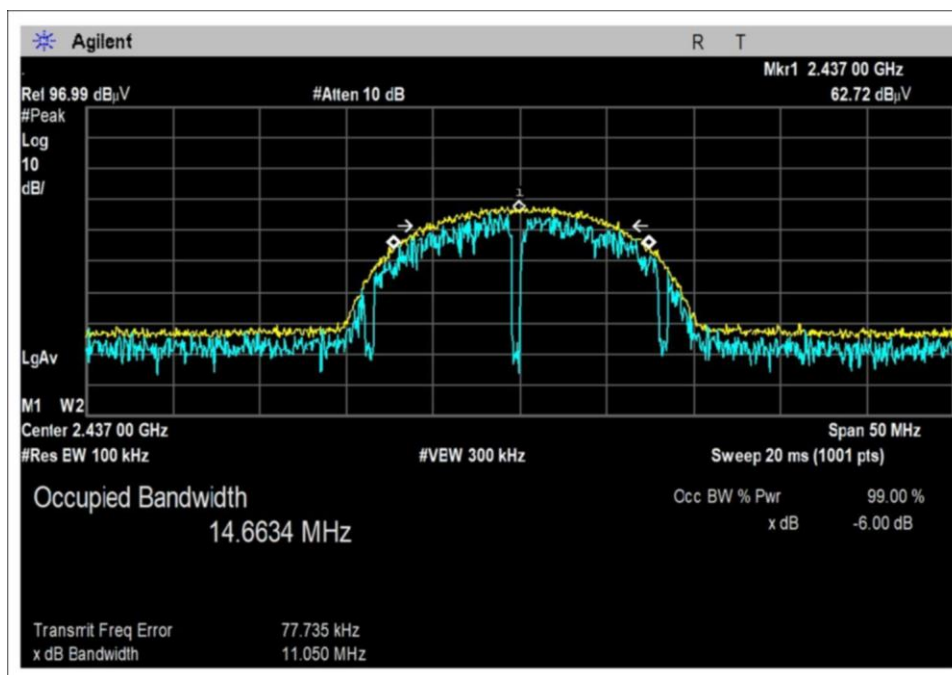 Agilent R T
Mkr1 2.437 00 GHz
Ref 96.99 dBµV #Atten 10 dB 62.72 dBµV
#Peak
Log
10
dB/
1
LgAv
M1 W2
Center 2.437 00 GHz Span 50 MHz
#Res BW 100 kHz #VBW 300 kHz Sweep 20 ms (1001 pts)
Occupied Bandwidth Occ BW % Pwr 99.00 %
14.6634 MHz x dB -6.00 dB
Transmit Freq Error 77.735 kHz
x dB Bandwidth 11.050 MHz